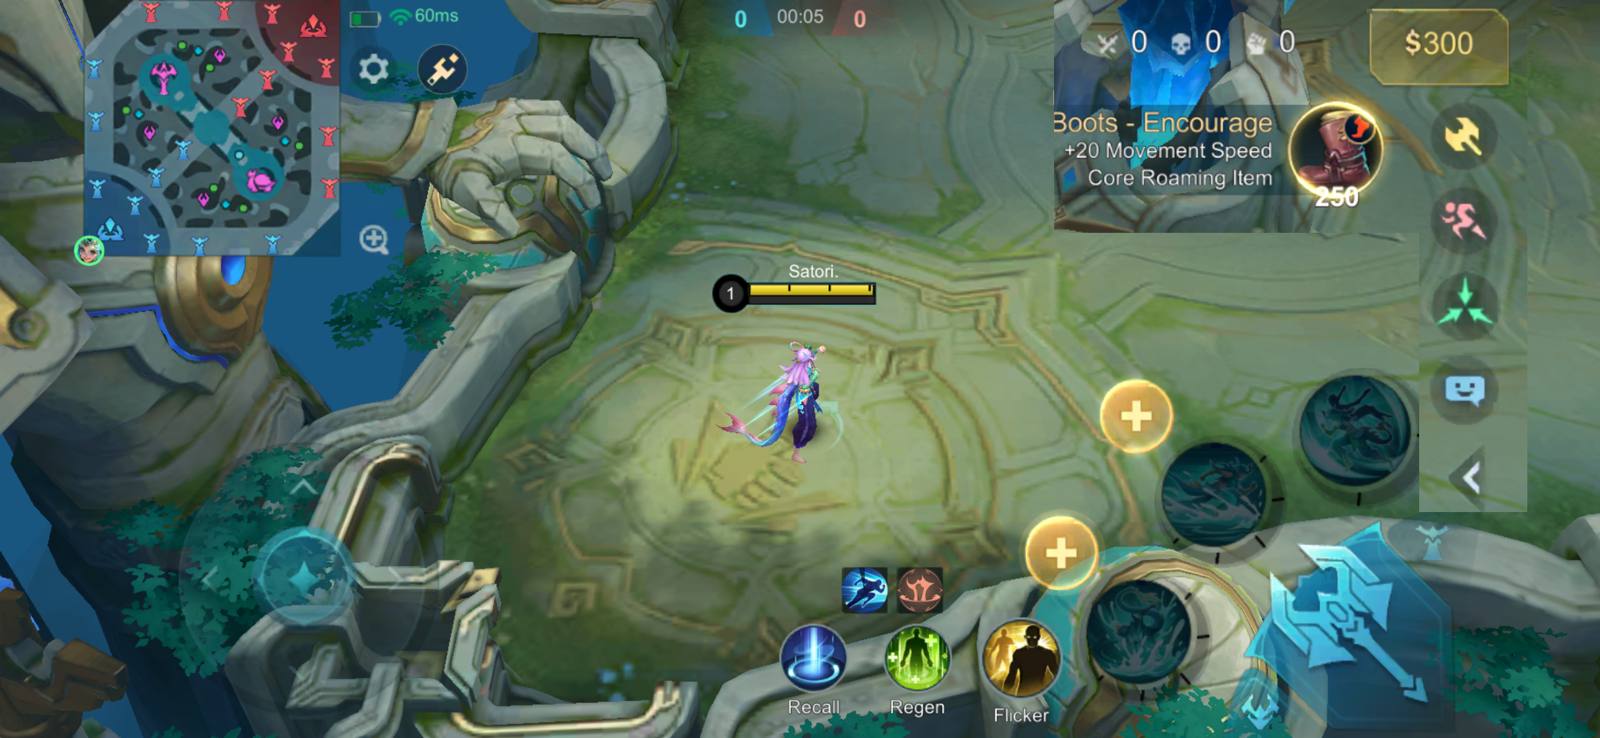 60ms
0 00:05 0
0 0 0
$300
Boots - Encourage
+20 Movement Speed
Core Roaming Item
250
Satori.
1
Recall
Regen
Flicker